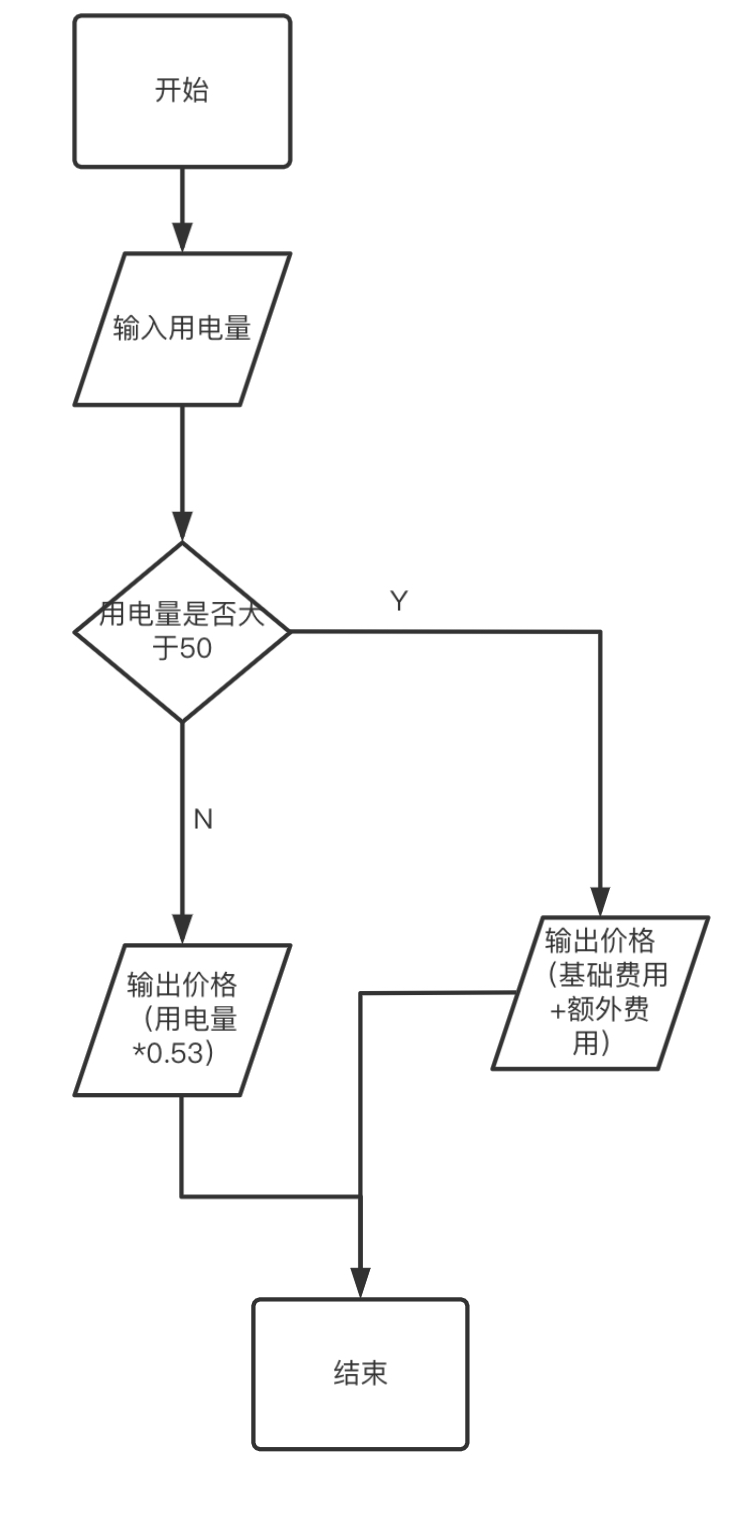 开始
输入用电量
用电量是否大
于50
Y
N
输出价格
（基础费用
+额外费
用）
输出价格
（用电量
*0.53）
结束